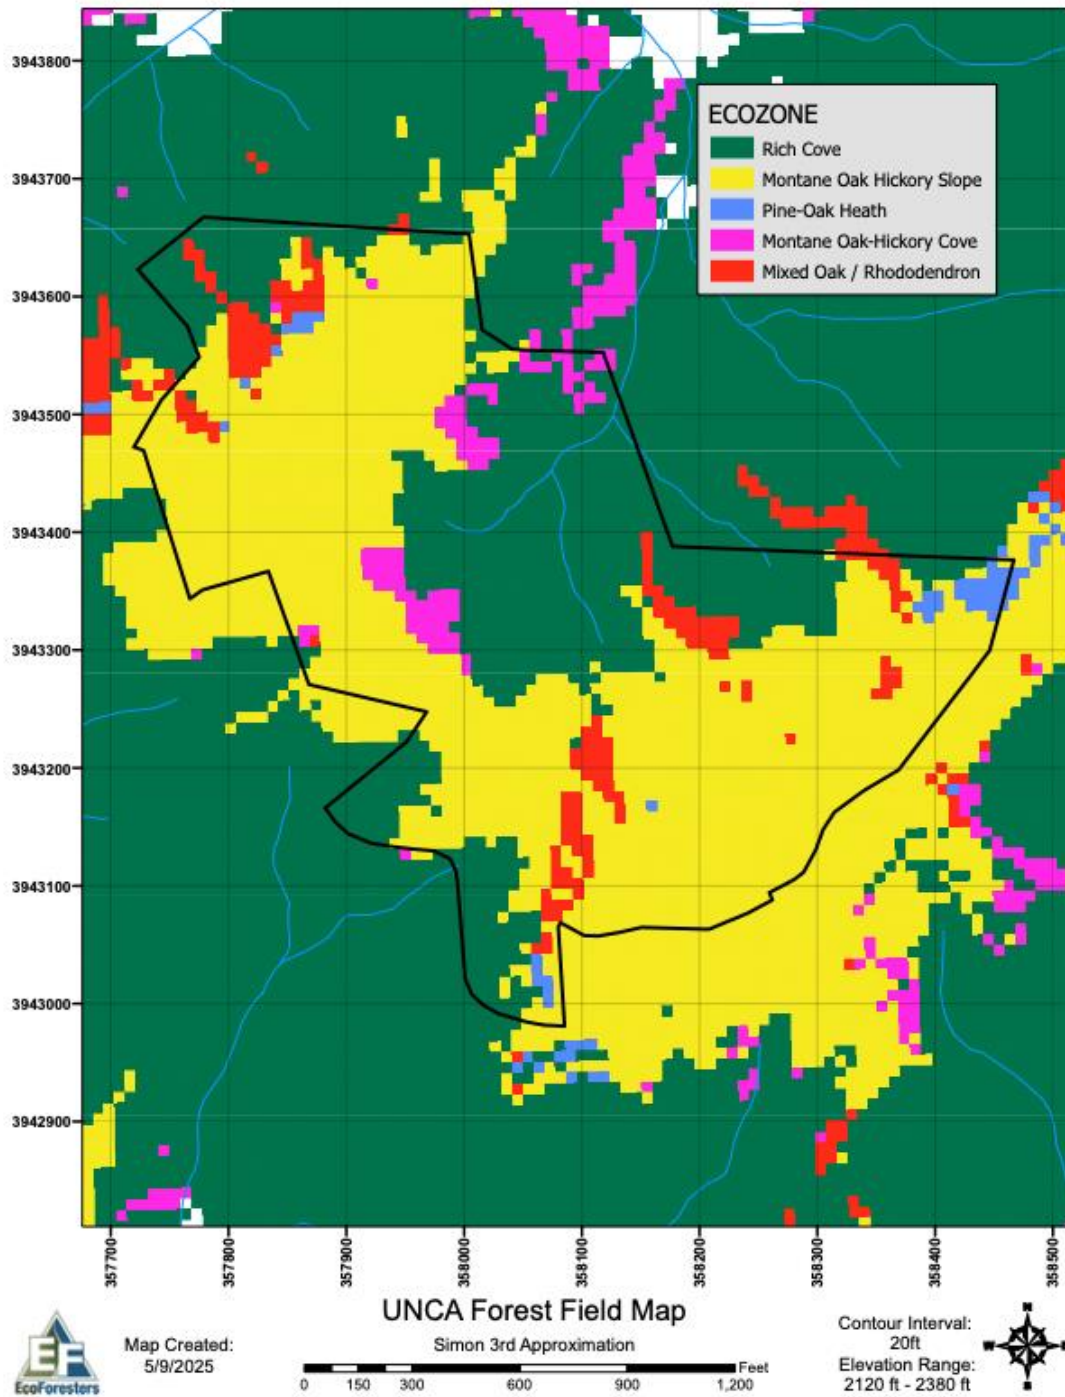 3943800
3943700
3943600
3943500
3943400
3943300
3943200
3943100
3943000
3942900
ECOZONE
Rich Cove
Montane Oak Hickory Slope
Pine-Oak Heath
Montane Oak-Hickory Cove
Mixed Oak / Rhododendron
357700
357800
357900
358000
358100
358200
358300
358400
358500
UNCA Forest Field Map
Simon 3rd Approximation
Map Created:
5/9/2025
EF
EcoForesters
Feet
0 150 300 600 900 1,200
Contour Interval:
20ft
Elevation Range:
2120 ft - 2380 ft
N
W E
S